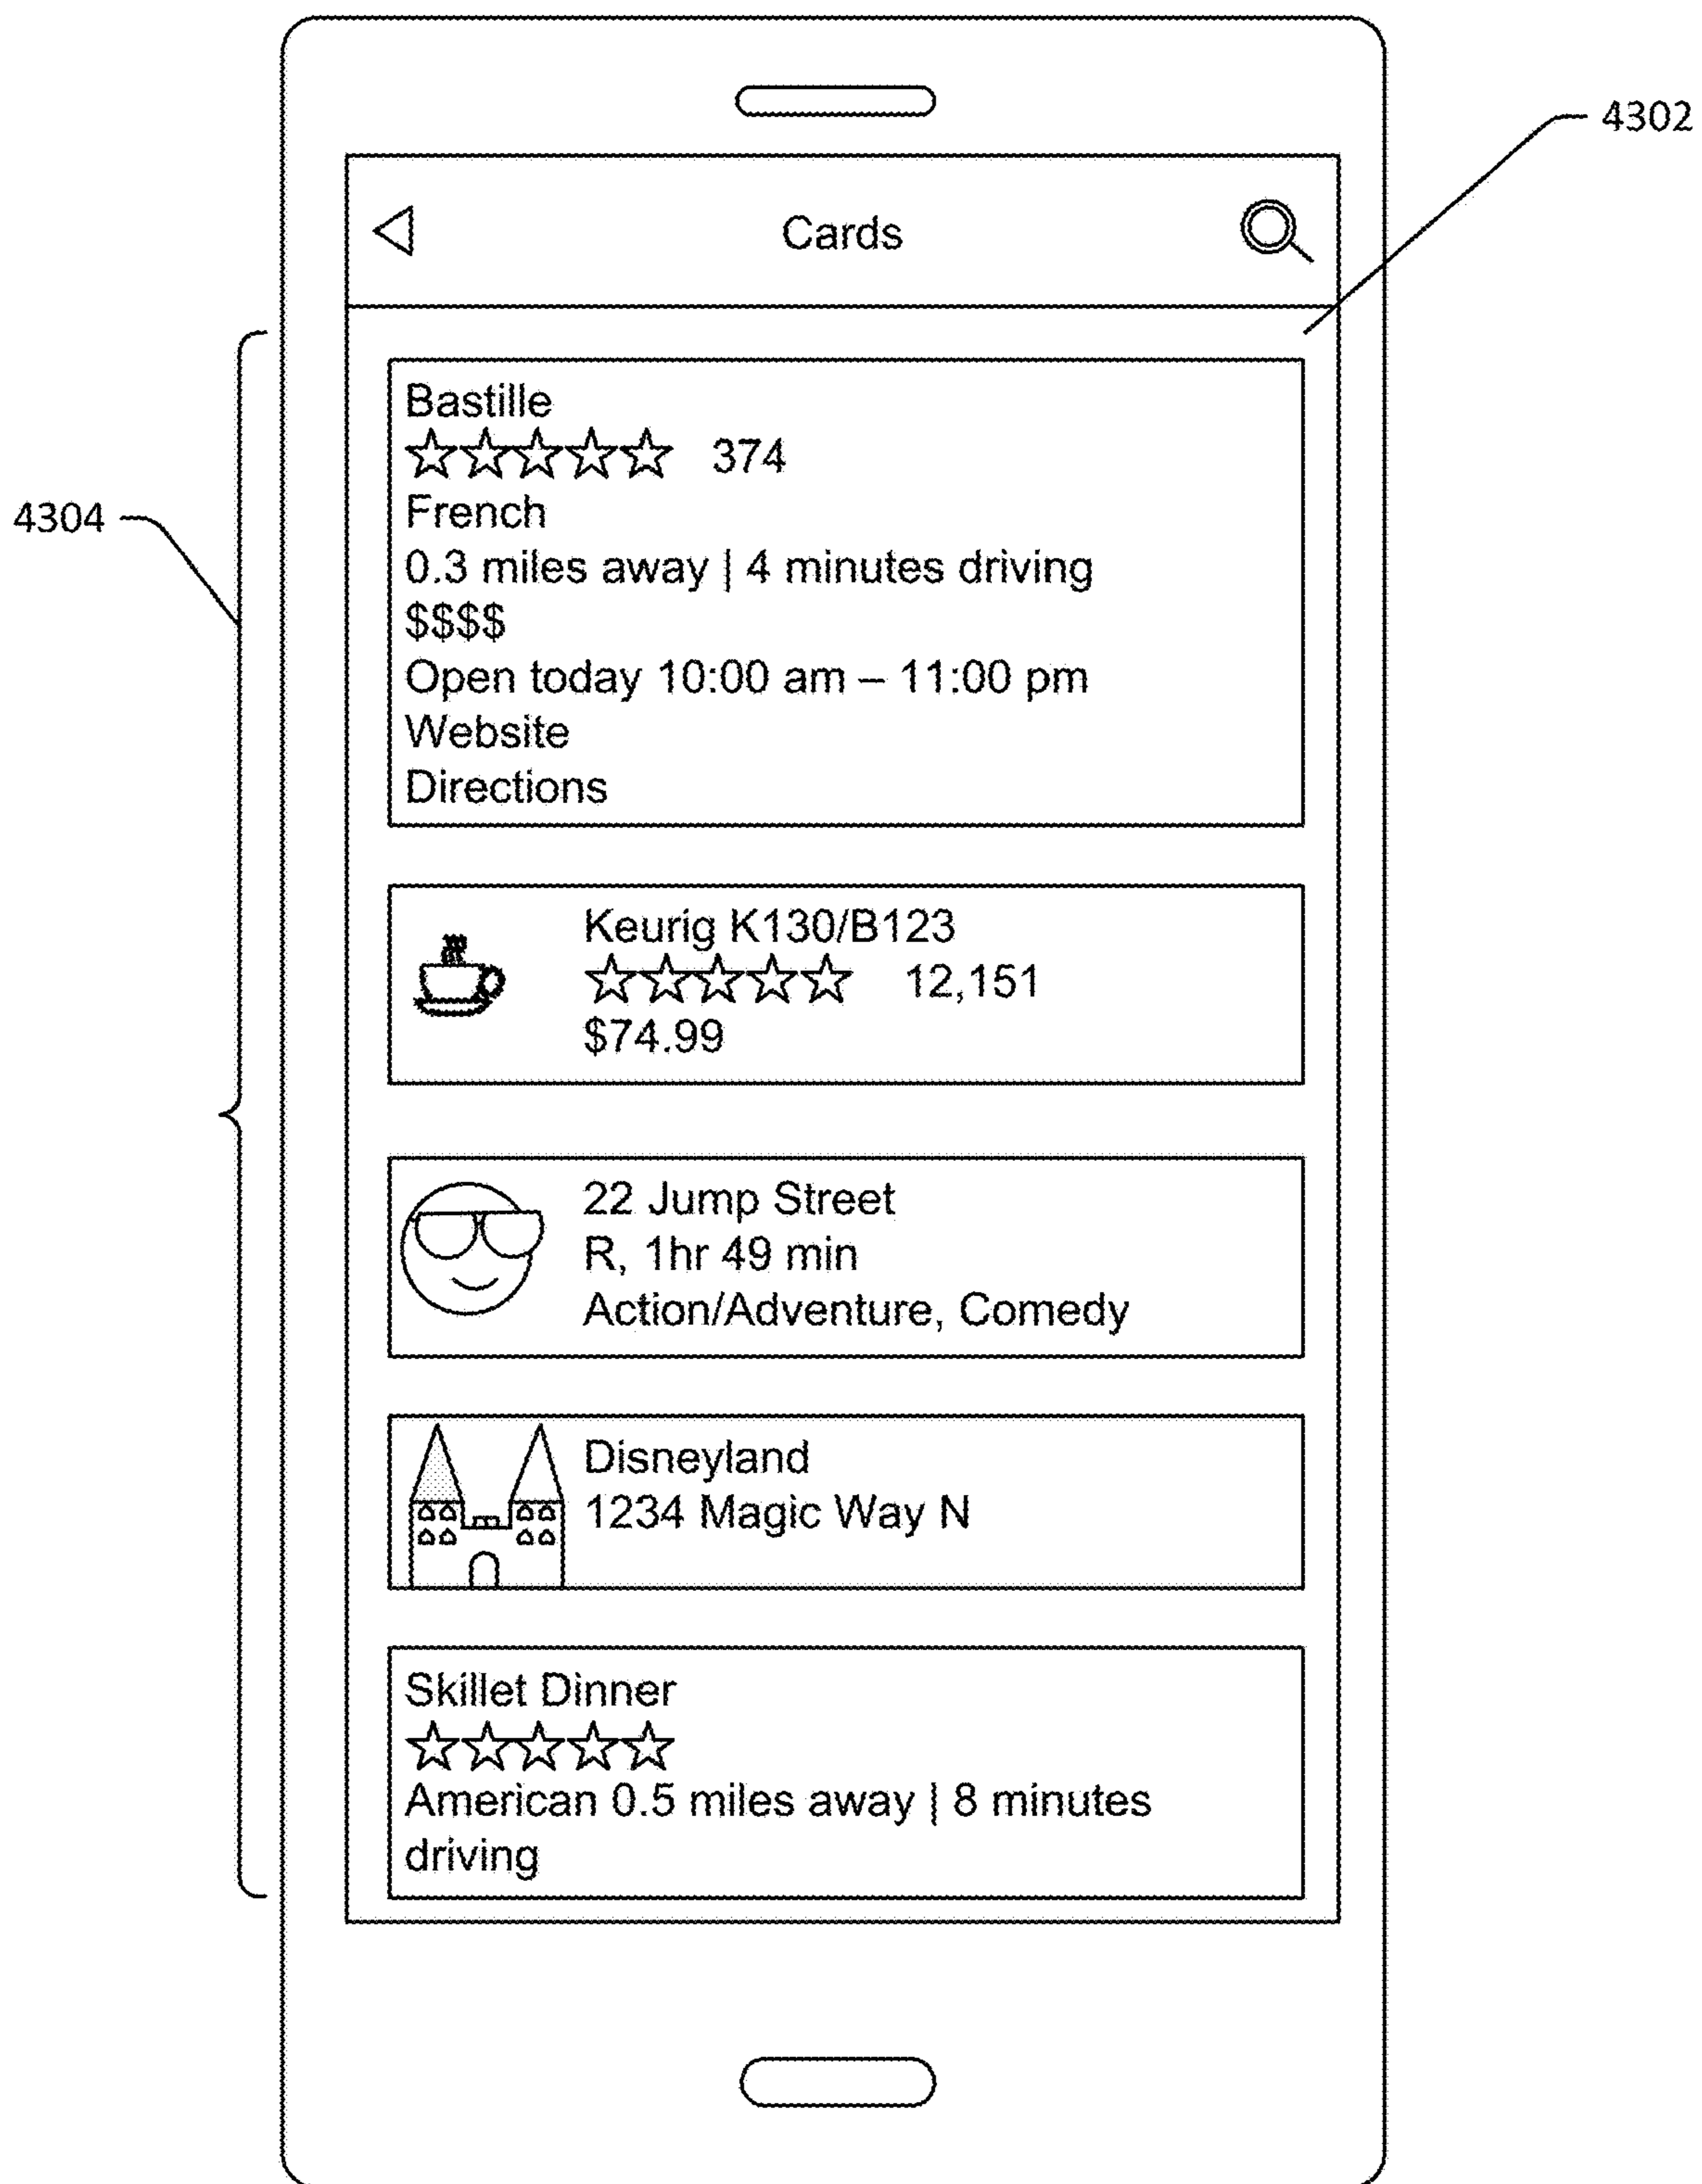 4302
Cards
4304
Bastille
374
French
0.3 miles away | 4 minutes driving
$$$$
Open today 10:00 am – 11:00 pm
Website
Directions
Keurig K130/B123
12,151
$74.99
22 Jump Street
R, 1hr 49 min
Action/Adventure, Comedy
Disneyland
1234 Magic Way N
Skillet Dinner
American 0.5 miles away | 8 minutes
driving